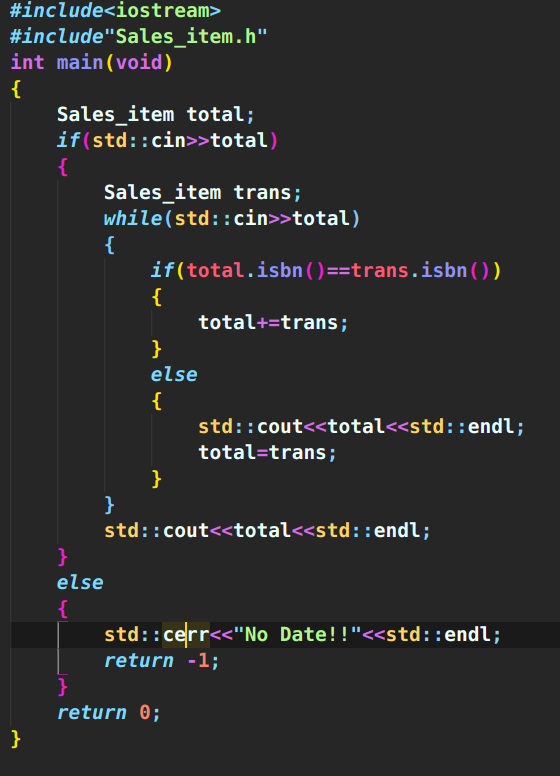 #include<iostream>
#include"Sales_item.h"
int main(void)
{
    Sales_item total;
    if(std::cin>>total)
    {
        Sales_item trans;
        while(std::cin>>total)
        {
            if(total.isbn()==trans.isbn())
            {
                total+=trans;
            }
            else
            {
                std::cout<<total<<std::endl;
                total=trans;
            }
        }
        std::cout<<total<<std::endl;
    }
    else
    {
        std::cerr<<"No Date!!"<<std::endl;
        return -1;
    }
    return 0;
}